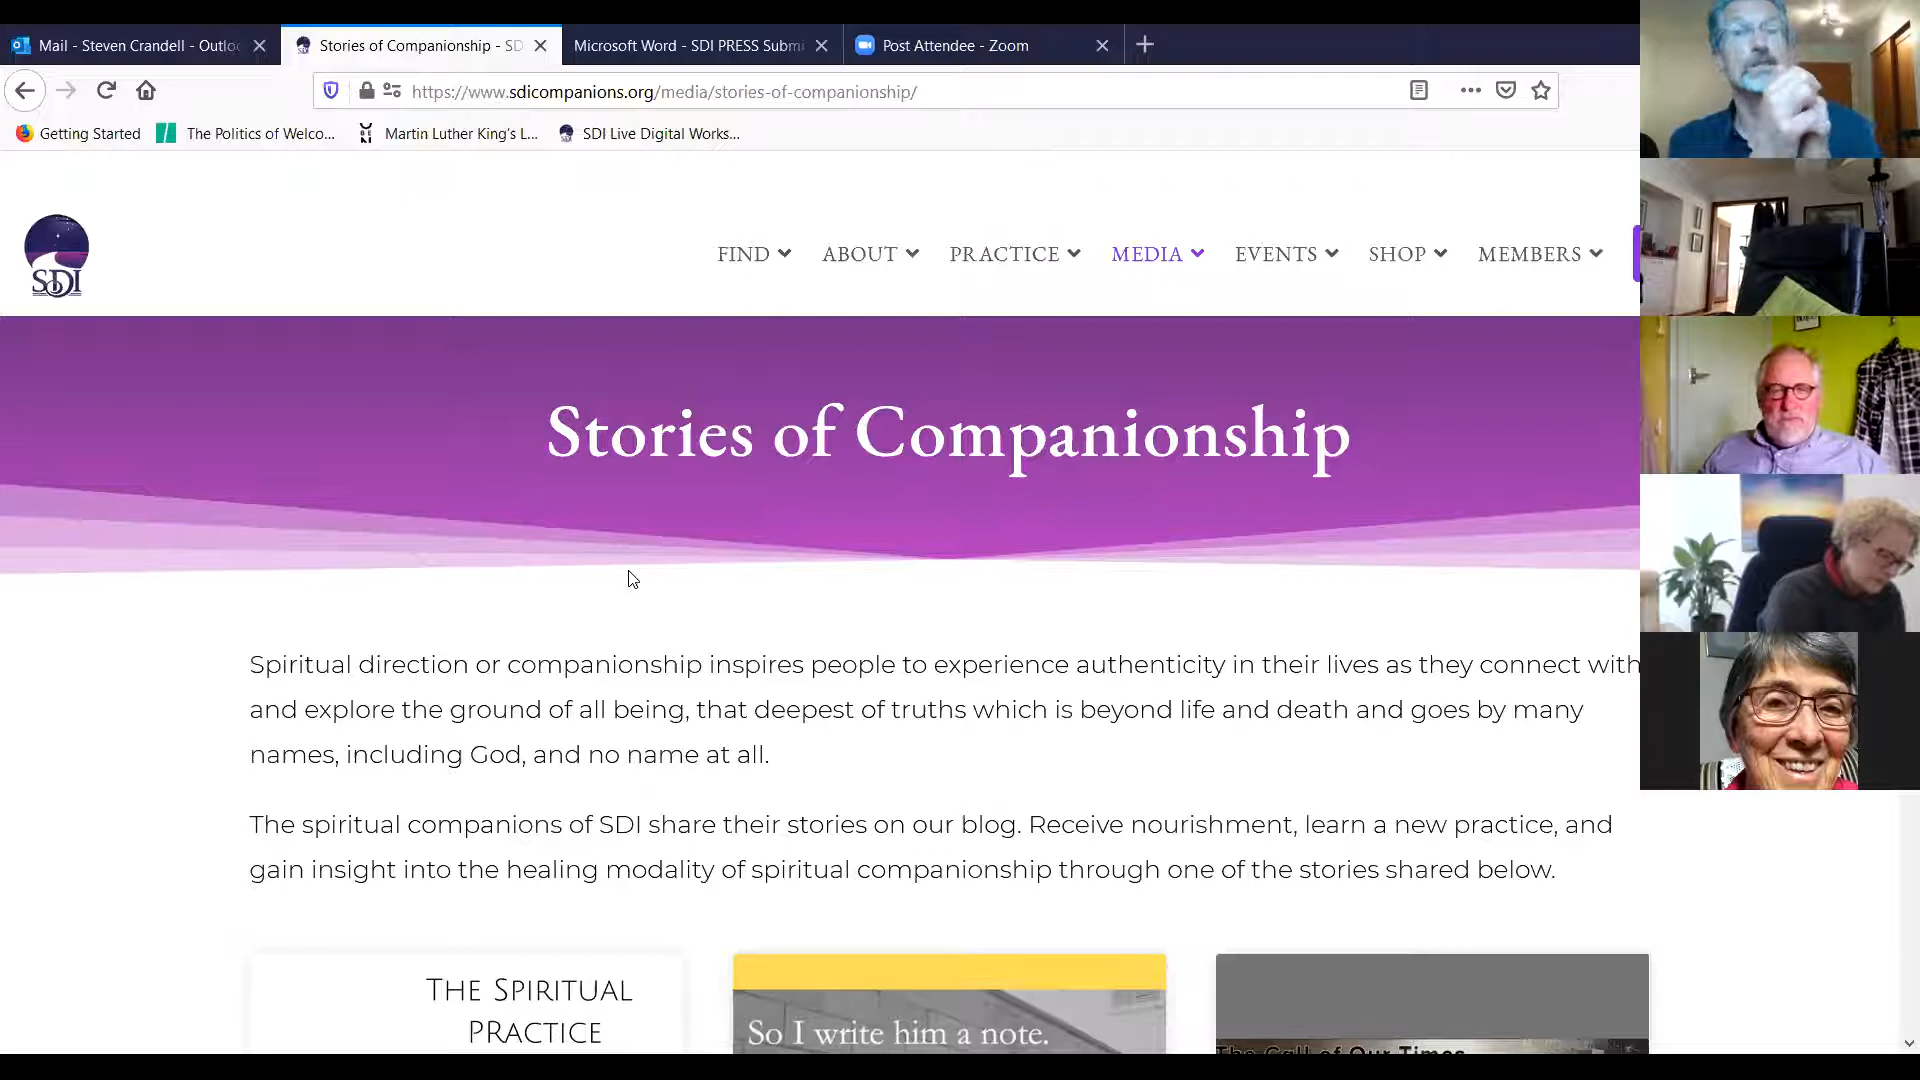 Mail - Steven Crandell - Outlo
Stories of Companionship - SD
Microsoft Word - SDI PRESS Submi
Post Attendee - Zoom
https://www.sdicompanions.org/media/stories-of-companionship/
Getting Started
The Politics of Welco...
Martin Luther King's L...
SDI Live Digital Works...
SDI
FIND
ABOUT
PRACTICE
MEDIA
EVENTS
SHOP
MEMBERS
Stories of Companionship
Spiritual direction or companionship inspires people to experience authenticity in their lives as they connect with
and explore the ground of all being, that deepest of truths which is beyond life and death and goes by many
names, including God, and no name at all.
The spiritual companions of SDI share their stories on our blog. Receive nourishment, learn a new practice, and
gain insight into the healing modality of spiritual companionship through one of the stories shared below.
The Spiritual
Practice
So I write him a note.
The Call of Our Times